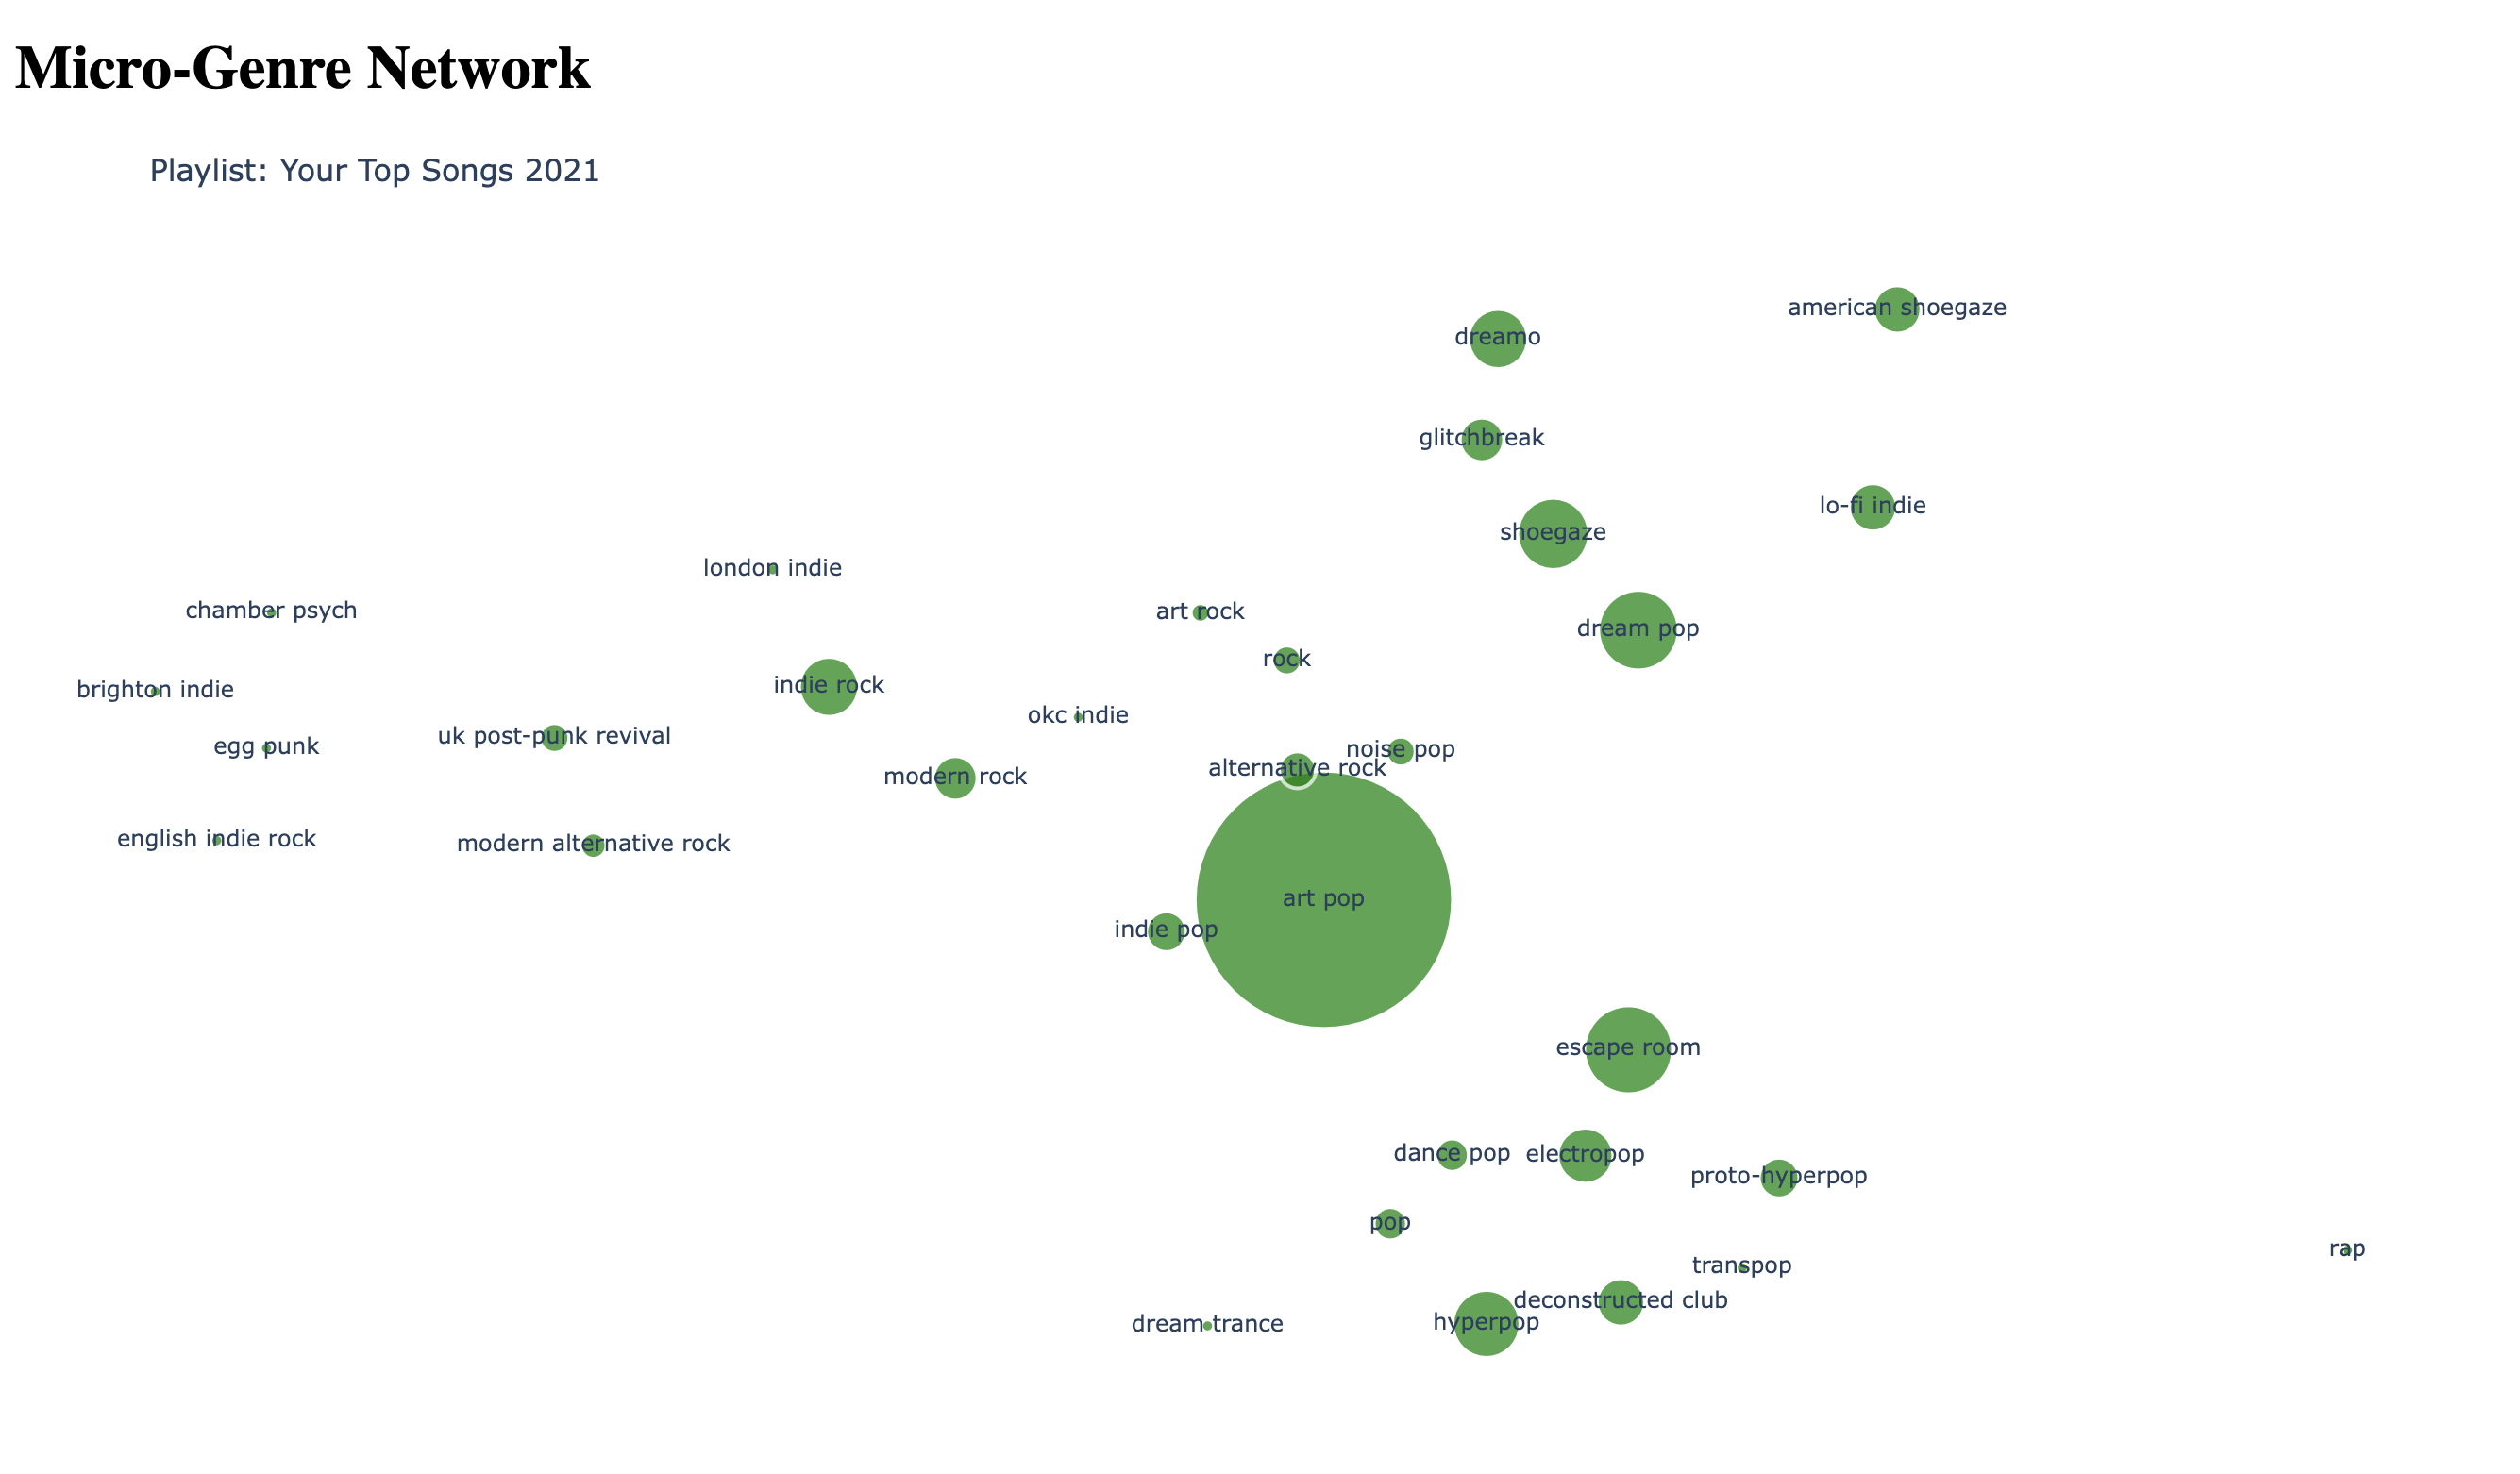 Micro-Genre Network
Playlist: Your Top Songs 2021
american shoegaze
dreamo
glitchbreak
lo-fi indie
shoegaze
london indie
chamber psych
art rock
dream pop
rock
indie rock
brighton indie
okc indie
uk post-punk revival
egg punk
noise pop
alternative rock
modern rock
english indie rock
modern alternative rock
art pop
indie pop
escape room
dance pop
electropop
proto-hyperpop
pop
rap
transpop
deconstructed club
hyperpop
dream trance